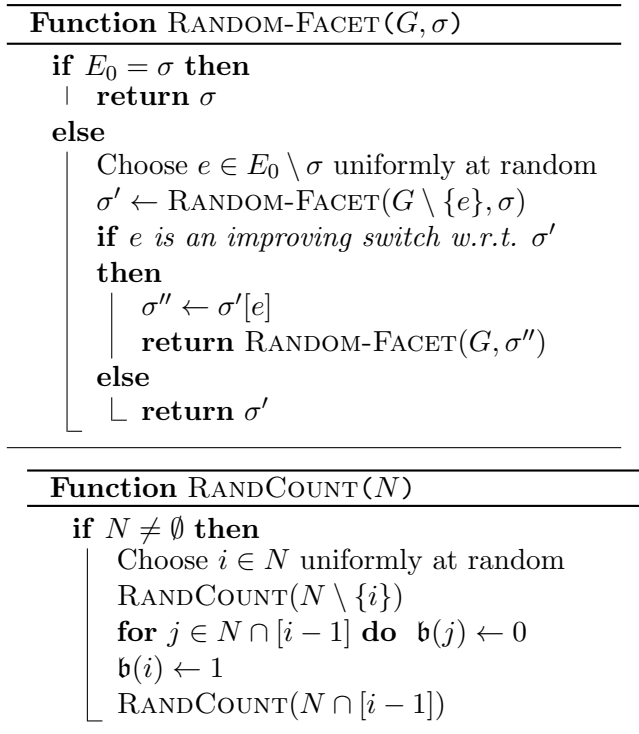 Function RANDOM-FACET(G, σ)
if E₀ = σ then
return σ
else
Choose e ∈ E₀ \ σ uniformly at random
σ′ ← RANDOM-FACET(G \ {e}, σ)
if e is an improving switch w.r.t. σ′
then
σ″ ← σ′[e]
return RANDOM-FACET(G, σ″)
else
return σ′
Function RANDCOUNT(N)
if N ≠ ∅ then
Choose i ∈ N uniformly at random
RANDCOUNT(N \ {i})
for j ∈ N ∩ [i − 1] do 𝔟(j) ← 0
𝔟(i) ← 1
RANDCOUNT(N ∩ [i − 1])